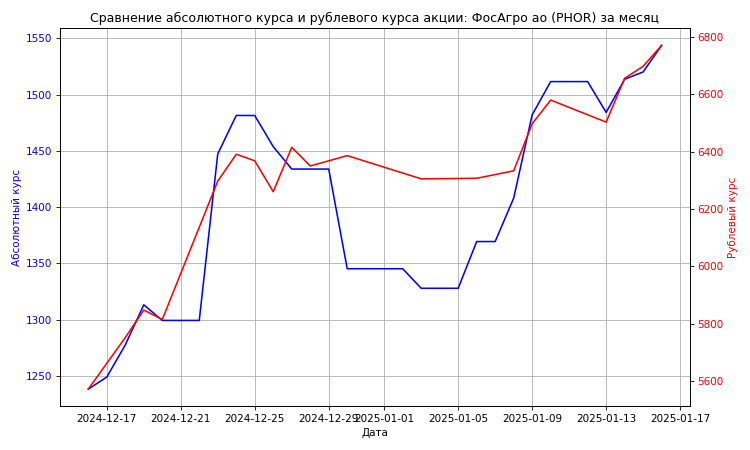 Сравнение абсолютного курса и рублевого курса акции: ФосАгро ао (PHOR) за месяц
Абсолютный курс
1550
1500
1450
1400
1350
1300
1250
Рублевый курс
6800
6600
6400
6200
6000
5800
5600
2024-12-17 2024-12-21 2024-12-25 2024-12-29 2025-01-01 2025-01-05 2025-01-09 2025-01-13 2025-01-17
Дата